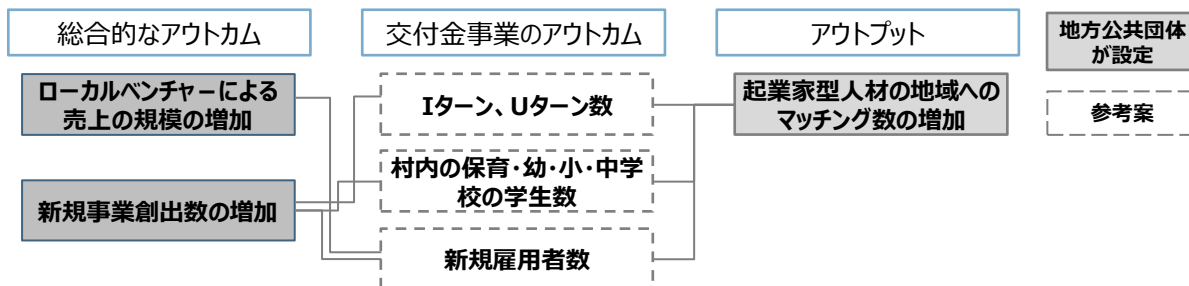 総合的なアウトカム
交付金事業のアウトカム
アウトプット
地方公共団体
が設定
ローカルベンチャーによる
売上の規模の増加
Iターン、Uターン数
起業家型人材の地域への
マッチング数の増加
参考案
村内の保育・幼・小・中学
校の学生数
新規事業創出数の増加
新規雇用者数